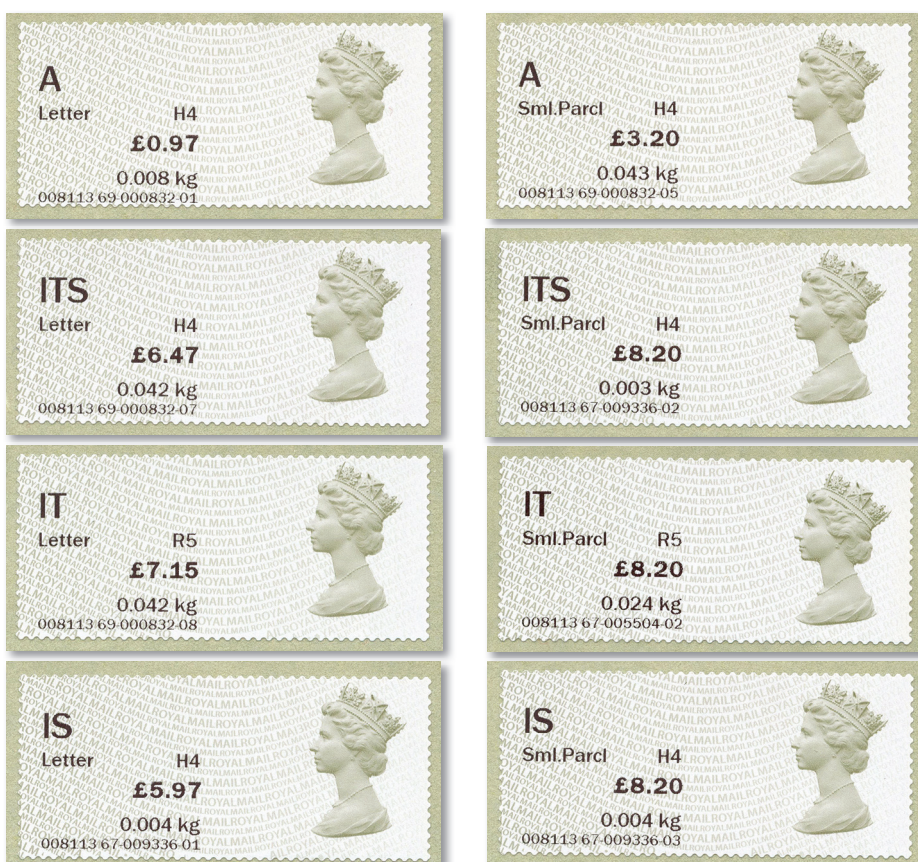 A
Letter H4
£0.97
0.008 kg
008113 69-000832-01
A
Sml.Parcl H4
£3.20
0.043 kg
008113 69-000832-05
ITS
Letter H4
£6.47
0.042 kg
008113 69-000832-07
ITS
Sml.Parcl H4
£8.20
0.003 kg
008113 67-009336-02
IT
Letter R5
£7.15
0.042 kg
008113 69-000832-08
IT
Sml.Parcl R5
£8.20
0.024 kg
008113 67-005504-02
IS
Letter H4
£5.97
0.004 kg
008113 67-009336-01
IS
Sml.Parcl H4
£8.20
0.004 kg
008113 67-009336-03